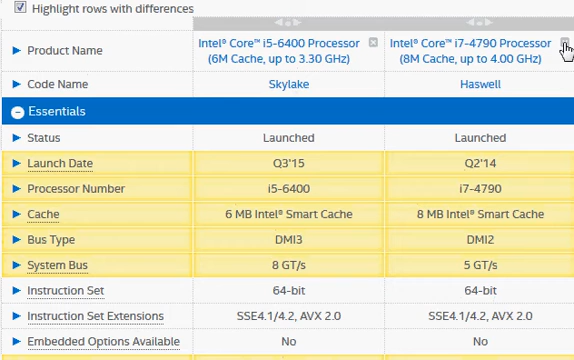 Highlight rows with differences
Product Name
Intel® Core™ i5-6400 Processor
(6M Cache, up to 3.30 GHz)
Intel® Core™ i7-4790 Processor
(8M Cache, up to 4.00 GHz)
Code Name Skylake Haswell
Essentials
Status Launched Launched
Launch Date Q3'15 Q2'14
Processor Number i5-6400 i7-4790
Cache 6 MB Intel® Smart Cache 8 MB Intel® Smart Cache
Bus Type DMI3 DMI2
System Bus 8 GT/s 5 GT/s
Instruction Set 64-bit 64-bit
Instruction Set Extensions SSE4.1/4.2, AVX 2.0 SSE4.1/4.2, AVX 2.0
Embedded Options Available No No